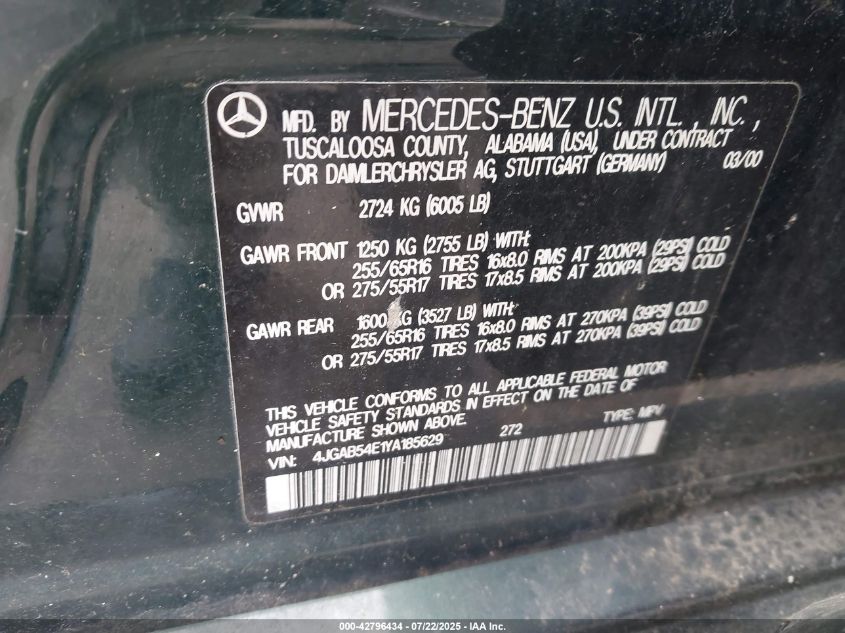 MFD. BY MERCEDES-BENZ U.S. INTL., INC.,
TUSCALOOSA COUNTY, ALABAMA (USA), UNDER CONTRACT
FOR DAIMLERCHRYSLER AG, STUTTGART (GERMANY) 03/00
GVWR 2724 KG (6005 LB)
GAWR FRONT 1250 KG (2755 LB) WITH:
255/65R16 TIRES 16x8.0 RIMS AT 200KPA (29PSI) COLD
OR 275/55R17 TIRES 17x8.5 RIMS AT 200KPA (29PSI) COLD
GAWR REAR 1600 KG (3527 LB) WITH:
255/65R16 TIRES 16x8.0 RIMS AT 270KPA (39PSI) COLD
OR 275/55R17 TIRES 17x8.5 RIMS AT 270KPA (39PSI) COLD
THIS VEHICLE CONFORMS TO ALL APPLICABLE FEDERAL MOTOR
VEHICLE SAFETY STANDARDS IN EFFECT ON THE DATE OF
MANUFACTURE SHOWN ABOVE. 272 TYPE: MPV
VIN: 4JGAB54E1YA185629
000-42796434 - 07/22/2025 - IAA Inc.